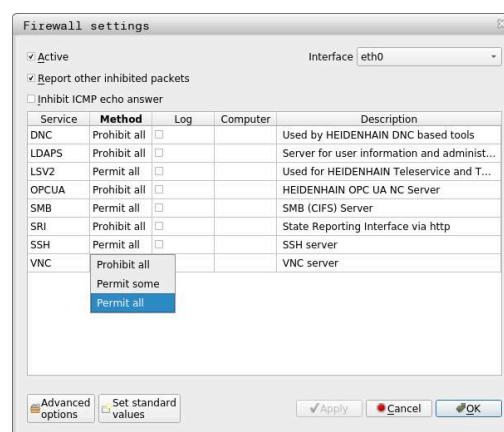 Firewall settings
Active
Interface eth0
Report other inhibited packets
Inhibit ICMP echo answer
Service Method Log Computer Description
DNC Prohibit all Used by HEIDENHAIN DNC based tools
LDAPS Prohibit all Server for user information and administ...
LSV2 Permit all Used for HEIDENHAIN Teleservice and T...
OPCUA Prohibit all HEIDENHAIN OPC UA NC Server
SMB Permit all SMB (CIFS) Server
SRI Prohibit all State Reporting Interface via http
SSH Permit all SSH server
VNC Prohibit all VNC server
Permit some
Permit all
Advanced options
Set standard values
Apply
Cancel
OK